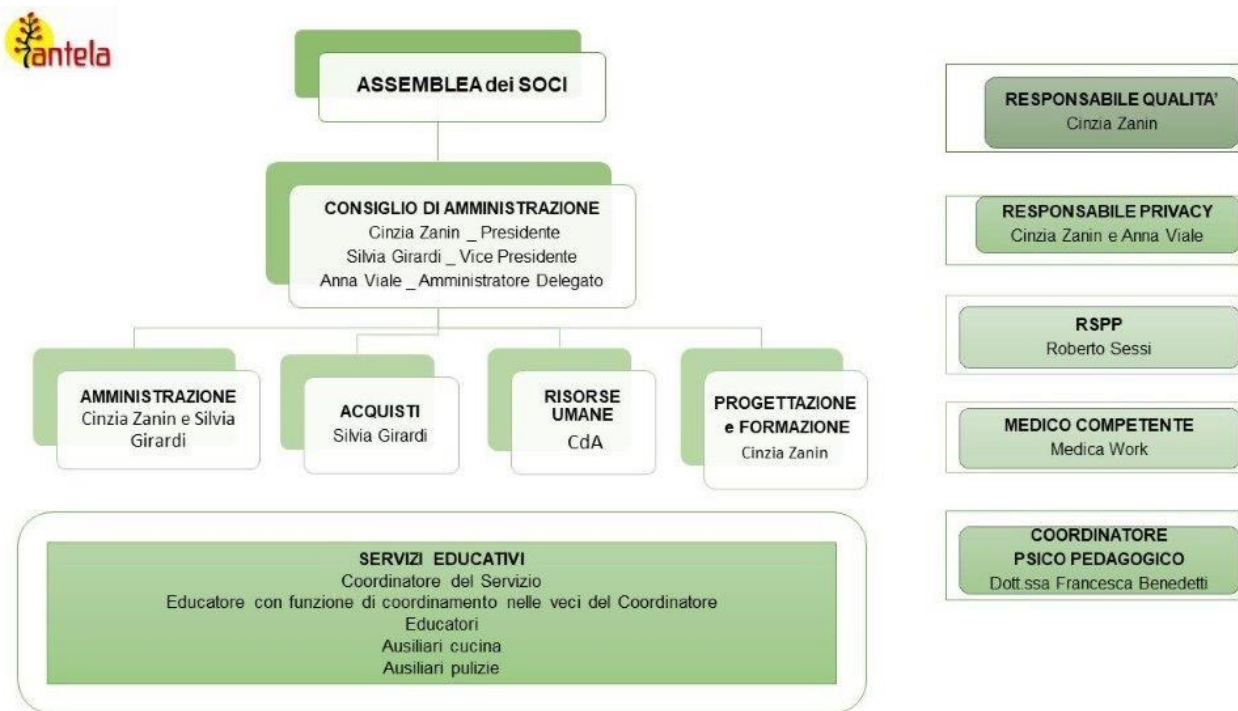 antela
ASSEMBLEA dei SOCI
CONSIGLIO DI AMMINISTRAZIONE
Cinzia Zanin _ Presidente
Silvia Girardi _ Vice Presidente
Anna Viale _ Amministratore Delegato
AMMINISTRAZIONE
Cinzia Zanin e Silvia
Girardi
ACQUISTI
Silvia Girardi
RISORSE
UMANE
CdA
PROGETTAZIONE
e FORMAZIONE
Cinzia Zanin
SERVIZI EDUCATIVI
Coordinatore del Servizio
Educatore con funzione di coordinamento nelle veci del Coordinatore
Educatori
Ausiliari cucina
Ausiliari pulizie
RESPONSABILE QUALITA'
Cinzia Zanin
RESPONSABILE PRIVACY
Cinzia Zanin e Anna Viale
RSPP
Roberto Sessi
MEDICO COMPETENTE
Medica Work
COORDINATORE
PSICO PEDAGOGICO
Dott.ssa Francesca Benedetti